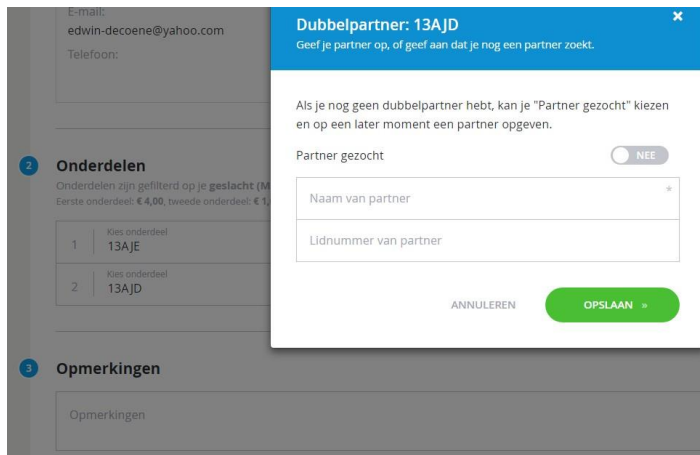 E-mail:
edwin-decoene@yahoo.com
Telefoon:
2
Onderdelen
Onderdelen zijn gefilterd op je geslacht (M
Eerste onderdeel: € 4,00, tweede onderdeel: € 1,
1
Kies onderdeel
13AJE
2
Kies onderdeel
13AJD
3
Opmerkingen
Opmerkingen
Dubbelpartner: 13AJD
×
Geef je partner op, of geef aan dat je nog een partner zoekt.
Als je nog geen dubbelpartner hebt, kan je "Partner gezocht" kiezen
en op een later moment een partner opgeven.
Partner gezocht
NEE
Naam van partner *
Lidnummer van partner
ANNULEREN
OPSLAAN »